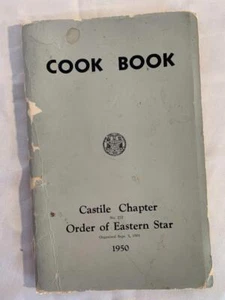 COOK BOOK
Castile Chapter
Order of Eastern Star
1950